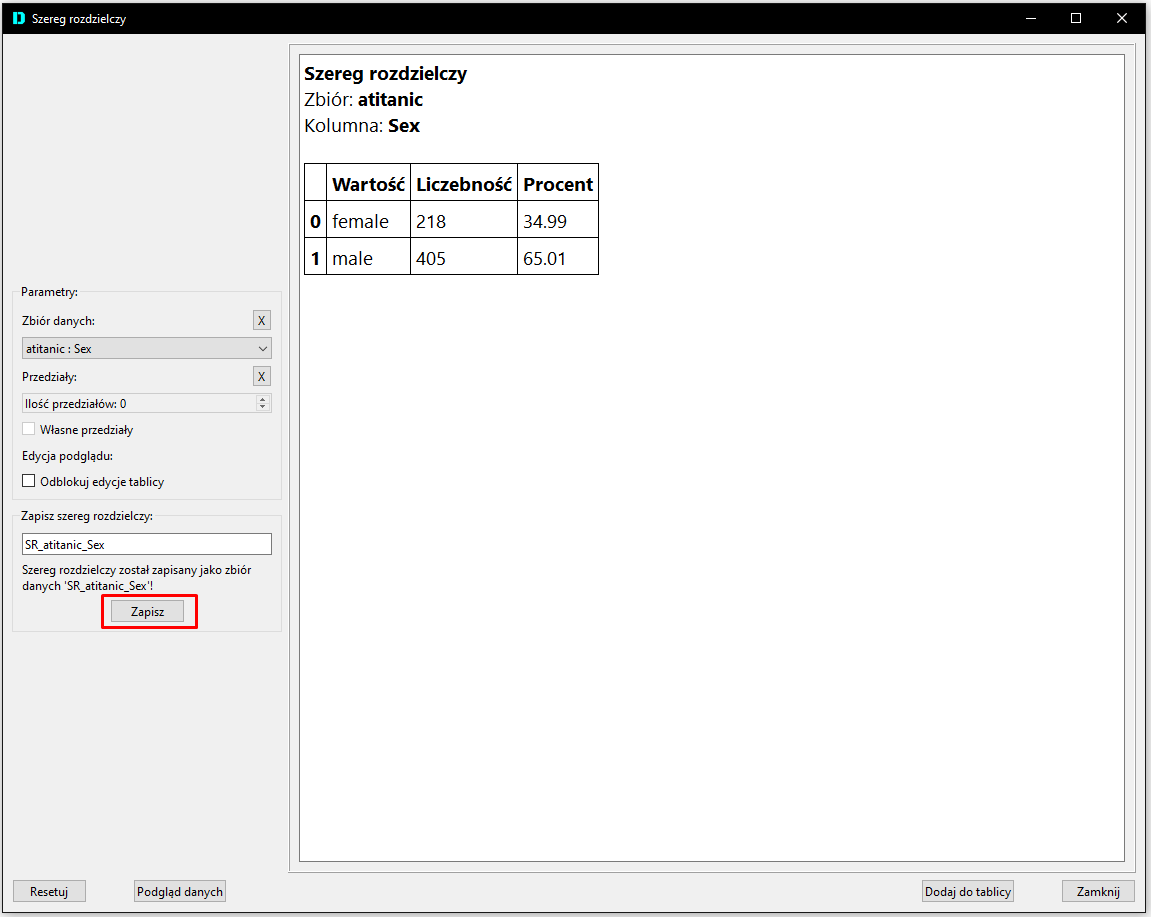 Szereg rozdzielczy
Szereg rozdzielczy
Zbiór: atitanic
Kolumna: Sex
Wartość Liczebność Procent
0 female 218 34.99
1 male 405 65.01
Parametry:
Zbiór danych: X
atitanic : Sex
Przedziały: X
Ilość przedziałów: 0
Własne przedziały
Edycja podglądu:
Odblokuj edycje tablicy
Zapisz szereg rozdzielczy:
SR_atitanic_Sex
Szereg rozdzielczy został zapisany jako zbiór
danych 'SR_atitanic_Sex'!
Zapisz
Resetuj Podgląd danych Dodaj do tablicy Zamknij